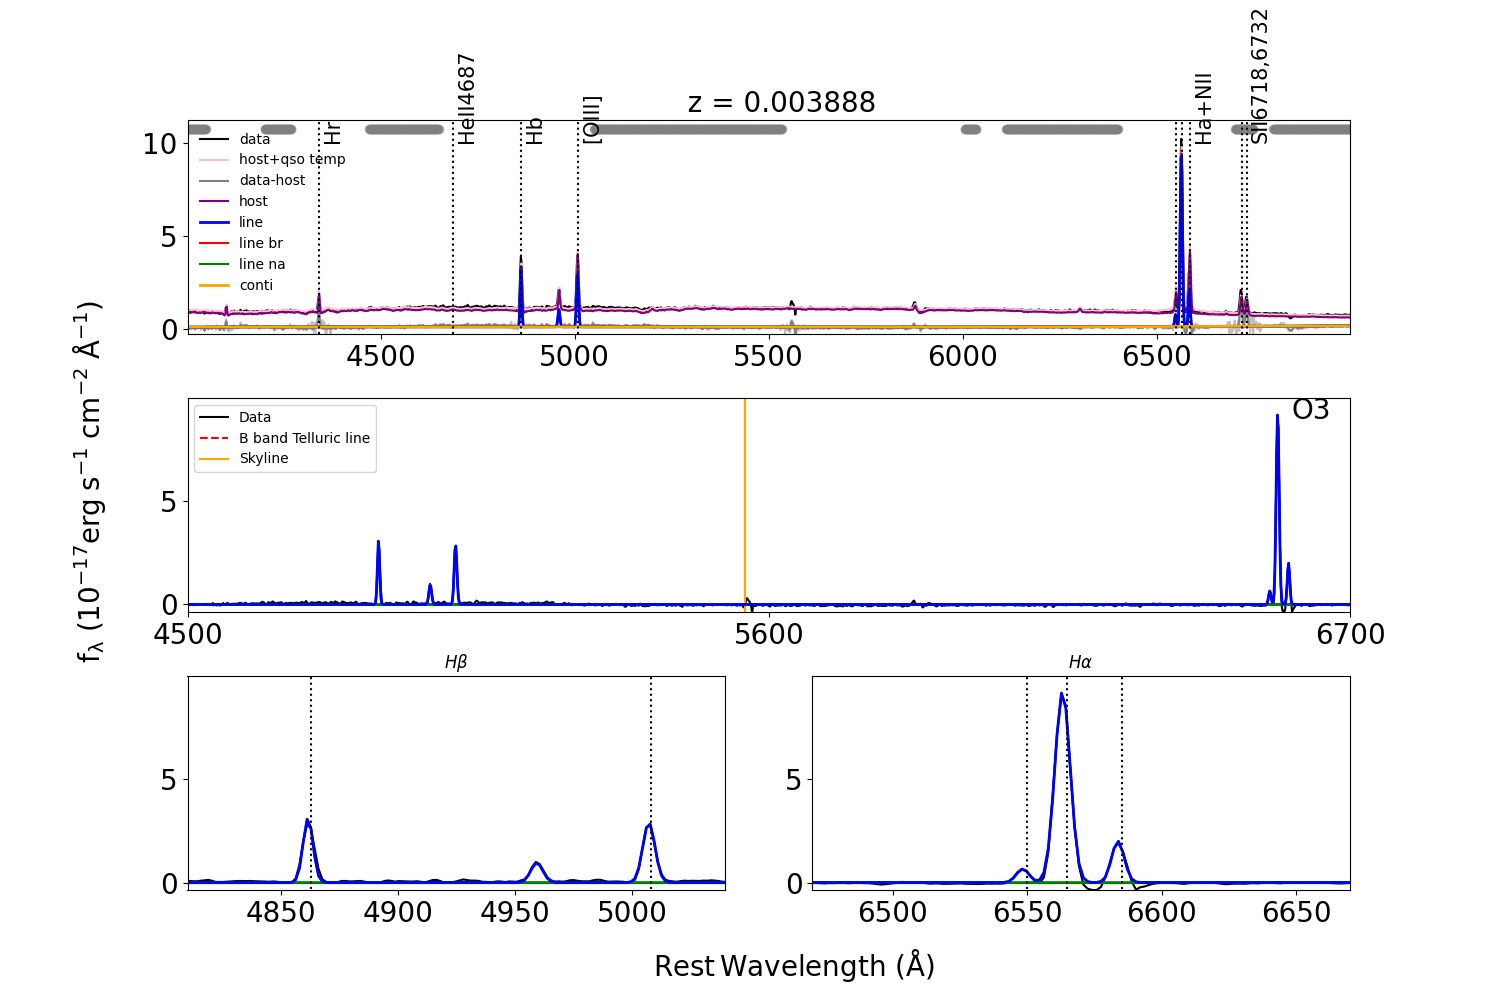 z = 0.003888
Hr
HeII4687
Hb
[OIII]
Ha+NII
SII6718,6732
data
host+qso temp
data-host
host
line
line br
line na
conti
10
5
0
4500 5000 5500 6000 6500
O3
Data
B band Telluric line
Skyline
5
0
4500 5600 6700
fλ (10⁻¹⁷erg s⁻¹ cm⁻² Å⁻¹)
Hβ
5
0
4850 4900 4950 5000
Hα
5
0
6500 6550 6600 6650
Rest Wavelength (Å)